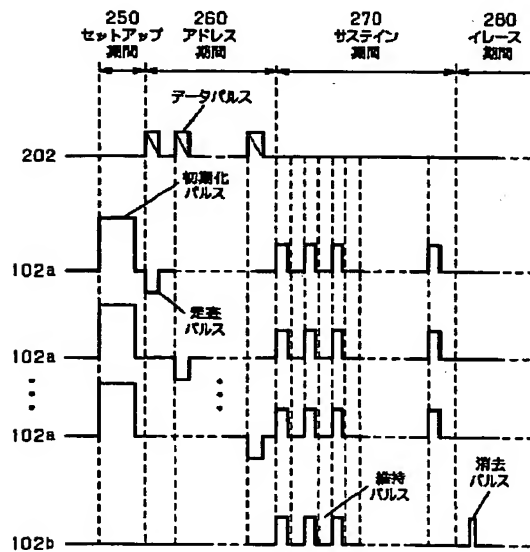 250 260 270 280
セットアップ アドレス サステイン イレース
期間 期間 期間 期間
データパルス
202
初期化
パルス
102a
走査
パルス
102a
102a
維持
パルス
消去
パルス
102b